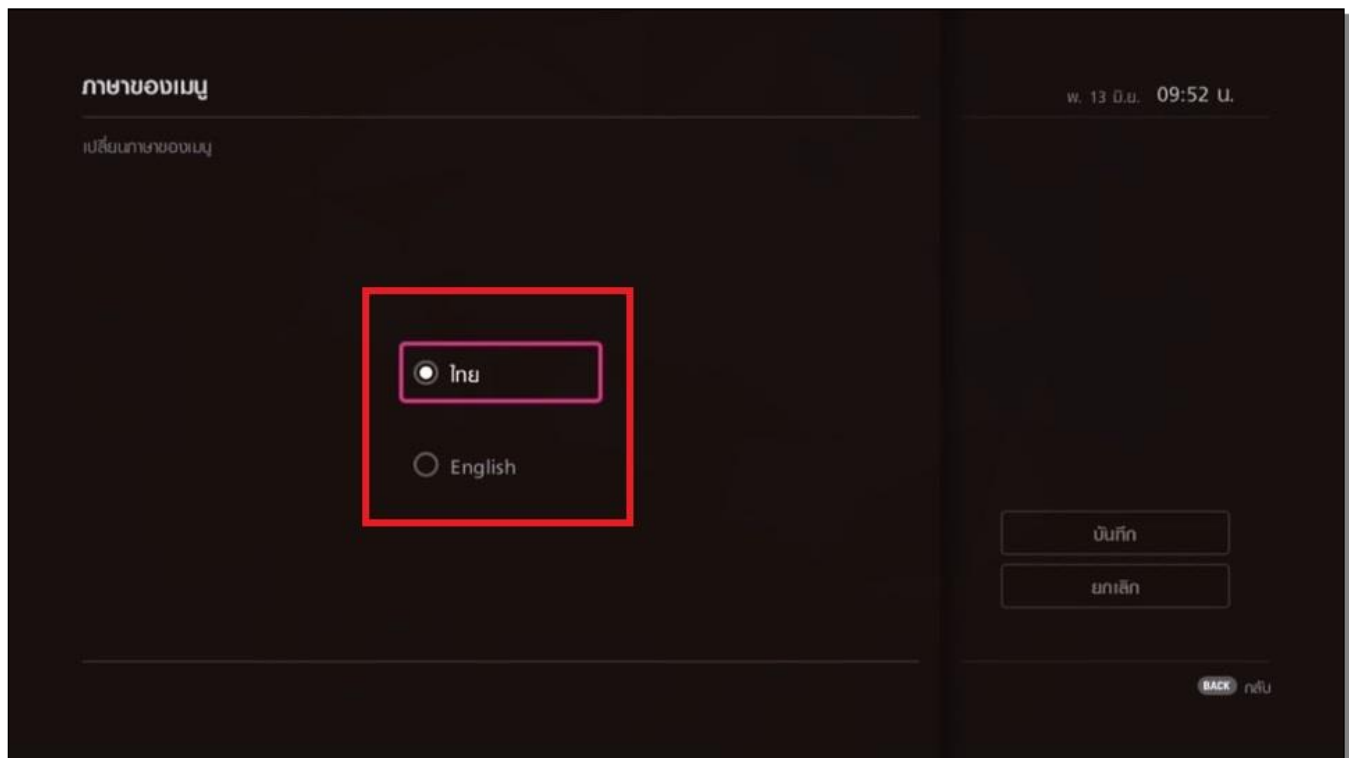 ภาษาของเมนู
พ. 13 มิ.ย. 09:52 น.
เปลี่ยนภาษาของเมนู
ไทย
English
บันทึก
ยกเลิก
BACK กลับ